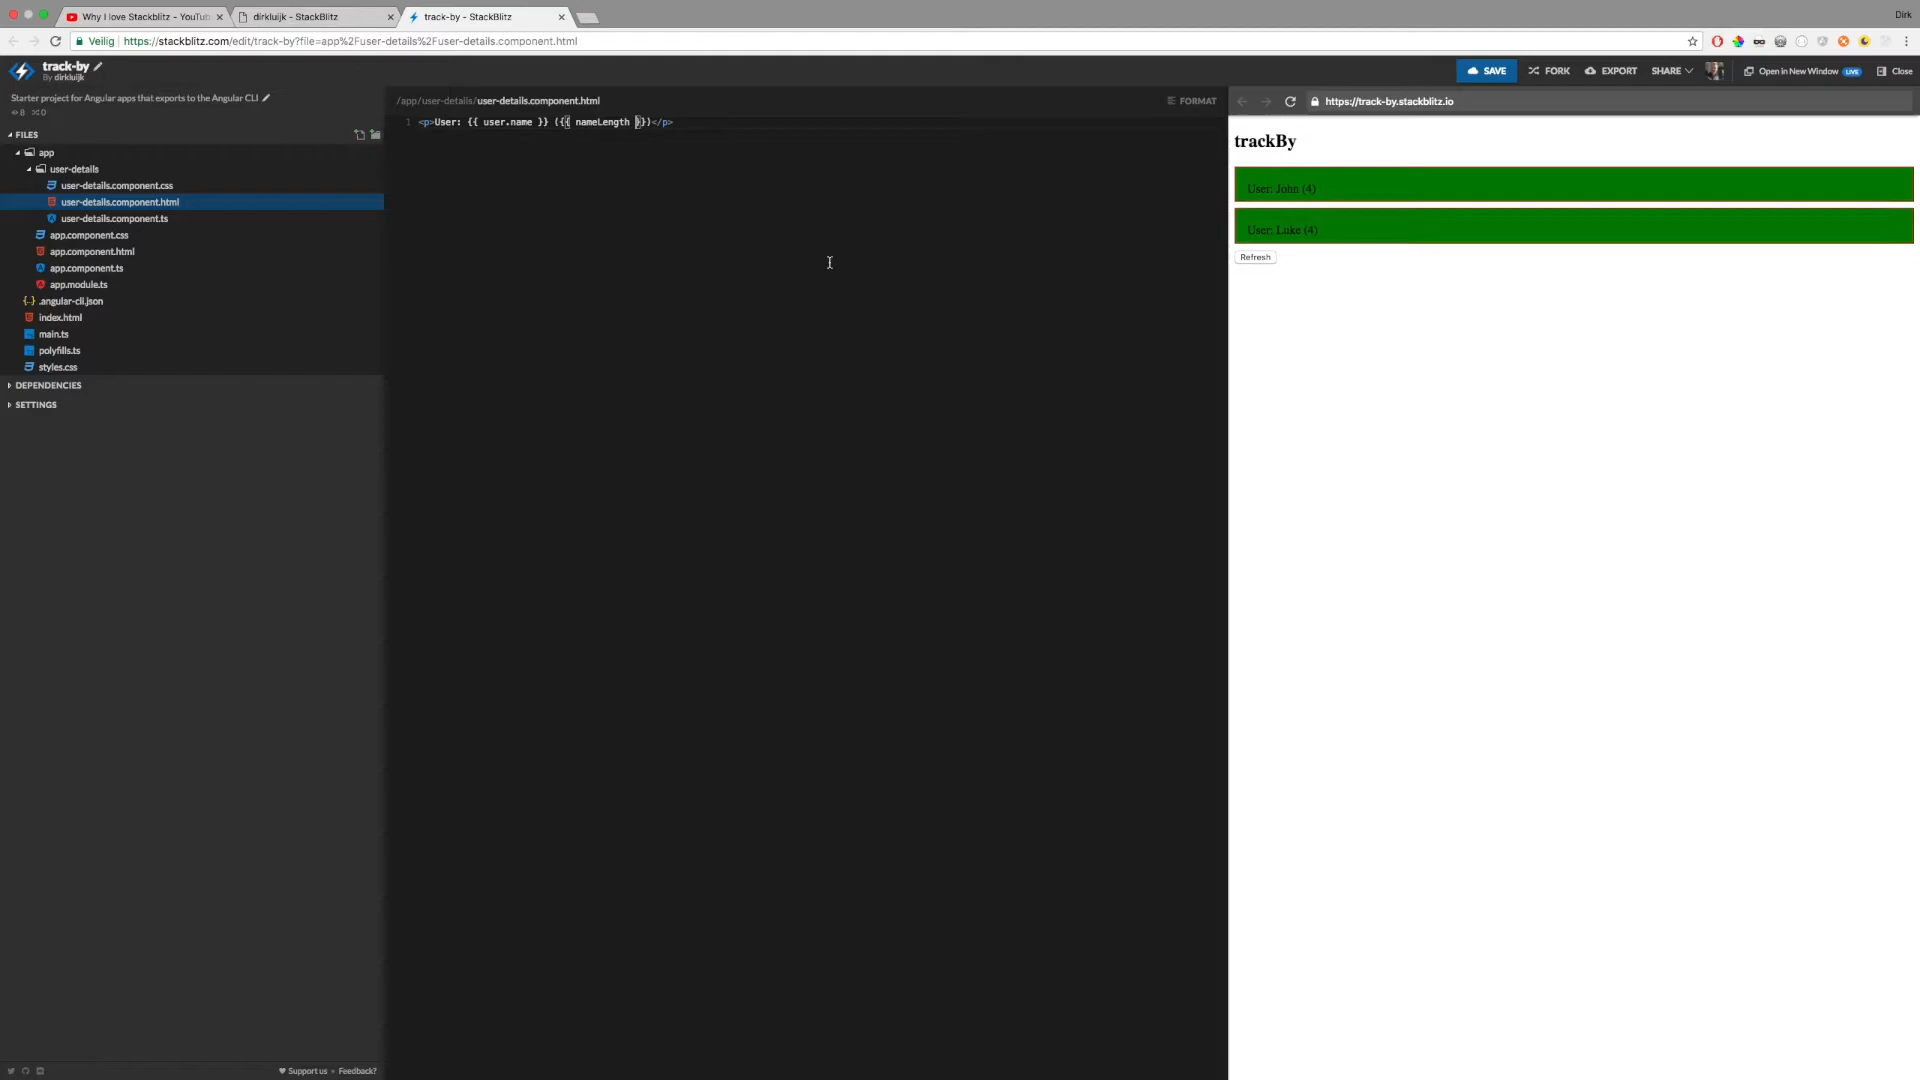 Why I love Stackblitz - YouTub
dirkluijk - StackBlitz
track-by - StackBlitz
Dirk
Veilig
https://stackblitz.com/edit/track-by?file=app%2Fuser-details%2Fuser-details.component.html
track-by
By dirkluijk
SAVE
FORK
EXPORT
SHARE
Open in New Window LIVE
Close
Starter project for Angular apps that exports to the Angular CLI
8 0
FILES
app
user-details
user-details.component.css
user-details.component.html
user-details.component.ts
app.component.css
app.component.html
app.component.ts
app.module.ts
.angular-cli.json
index.html
main.ts
polyfills.ts
styles.css
DEPENDENCIES
SETTINGS
Support us
Feedback?
/app/user-details/user-details.component.html
FORMAT
1 <p>User: {{ user.name }} ({{ nameLength }})</p>
https://track-by.stackblitz.io
trackBy
User: John (4)
User: Luke (4)
Refresh